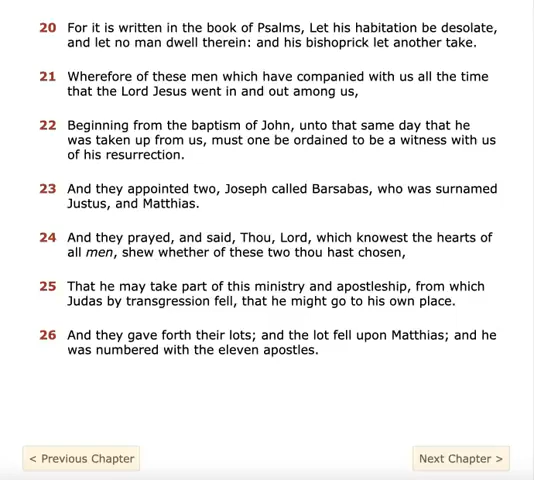 20 For it is written in the book of Psalms, Let his habitation be desolate,
and let no man dwell therein: and his bishoprick let another take.
21 Wherefore of these men which have companied with us all the time
that the Lord Jesus went in and out among us,
22 Beginning from the baptism of John, unto that same day that he
was taken up from us, must one be ordained to be a witness with us
of his resurrection.
23 And they appointed two, Joseph called Barsabas, who was surnamed
Justus, and Matthias.
24 And they prayed, and said, Thou, Lord, which knowest the hearts of
all men, shew whether of these two thou hast chosen,
25 That he may take part of this ministry and apostleship, from which
Judas by transgression fell, that he might go to his own place.
26 And they gave forth their lots; and the lot fell upon Matthias; and he
was numbered with the eleven apostles.
< Previous Chapter
Next Chapter >